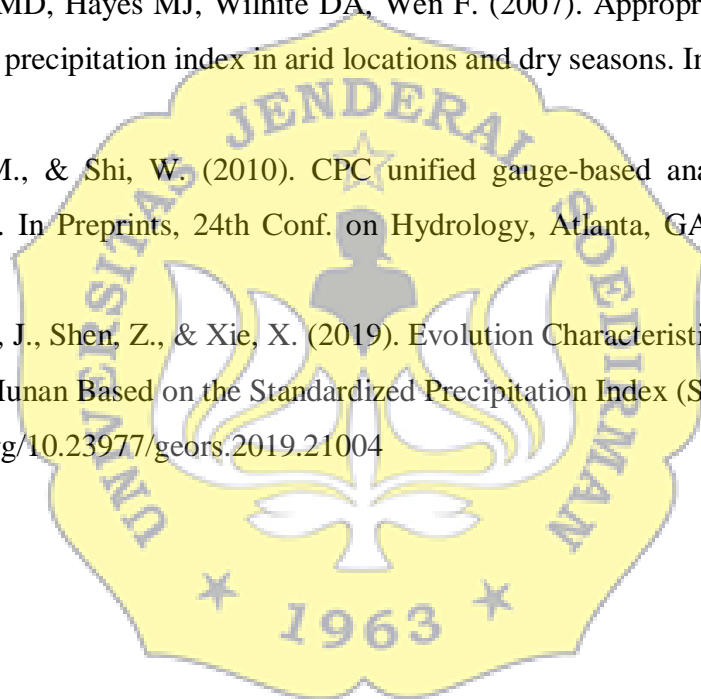 MD, Hayes MJ, Wilhite DA, Wen F. (2007). Appropr
precipitation index in arid locations and dry seasons. In
M., & Shi, W. (2010). CPC unified gauge-based ana
. In Preprints, 24th Conf. on Hydrology, Atlanta, GA
, J., Shen, Z., & Xie, X. (2019). Evolution Characteristi
Hunan Based on the Standardized Precipitation Index (S
rg/10.23977/geors.2019.21004
UNIVERSITAS JENDERAL SOEDIRMAN
1963